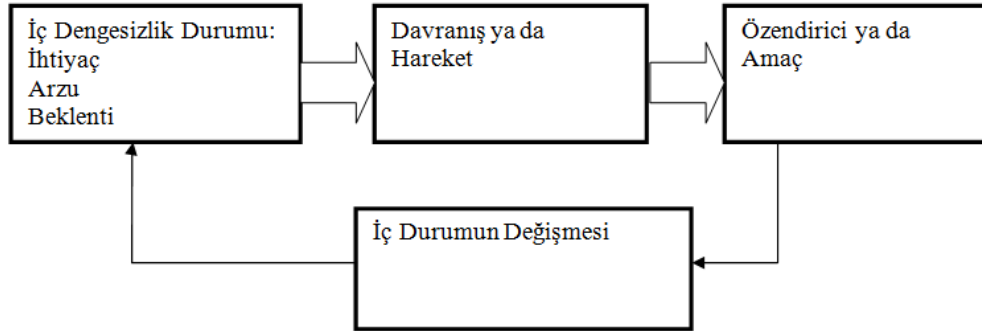 İç Dengesizlik Durumu:
İhtiyaç
Arzu
Beklenti
Davranış ya da
Hareket
Özendirici ya da
Amaç
İç Durumun Değişmesi